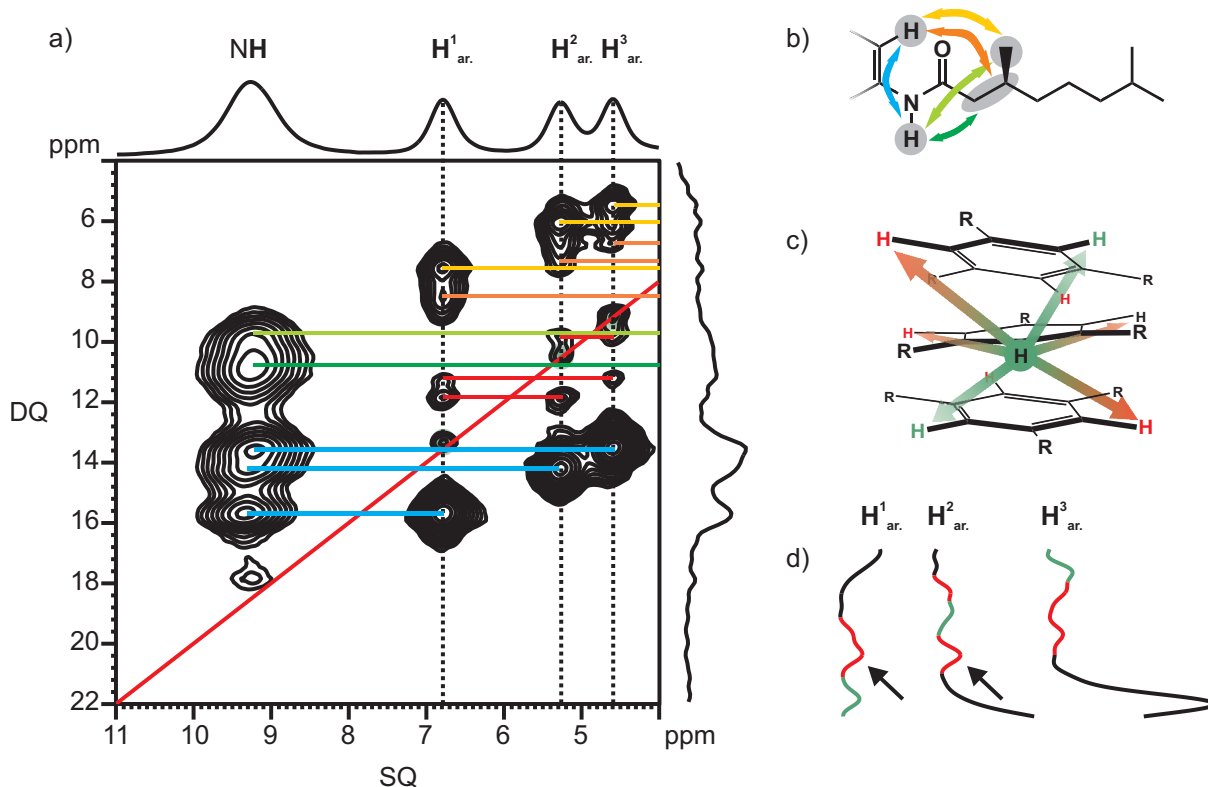 a)
NH H¹ar. H²ar. H³ar.
ppm
6
8
10
12
14
16
18
20
22
DQ
11 10 9 8 7 6 5 ppm
SQ
b)
H
O
N
H
c)
R
H H
R R
H
R H
H
R R
H
H
R R
H H
R
d)
H¹ar. H²ar. H³ar.